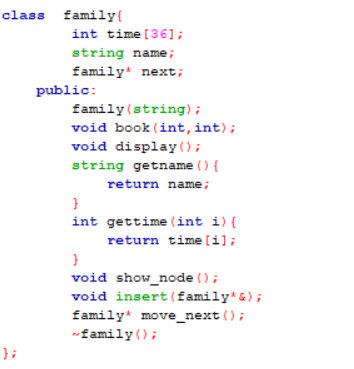 class  family{
        int time[36];
        string name;
        family* next;
    public:
        family(string);
        void book(int,int);
        void display();
        string getname(){
            return name;
        }
        int gettime(int i){
            return time[i];
        }
        void show_node();
        void insert(family*&);
        family* move_next();
        ~family();
};